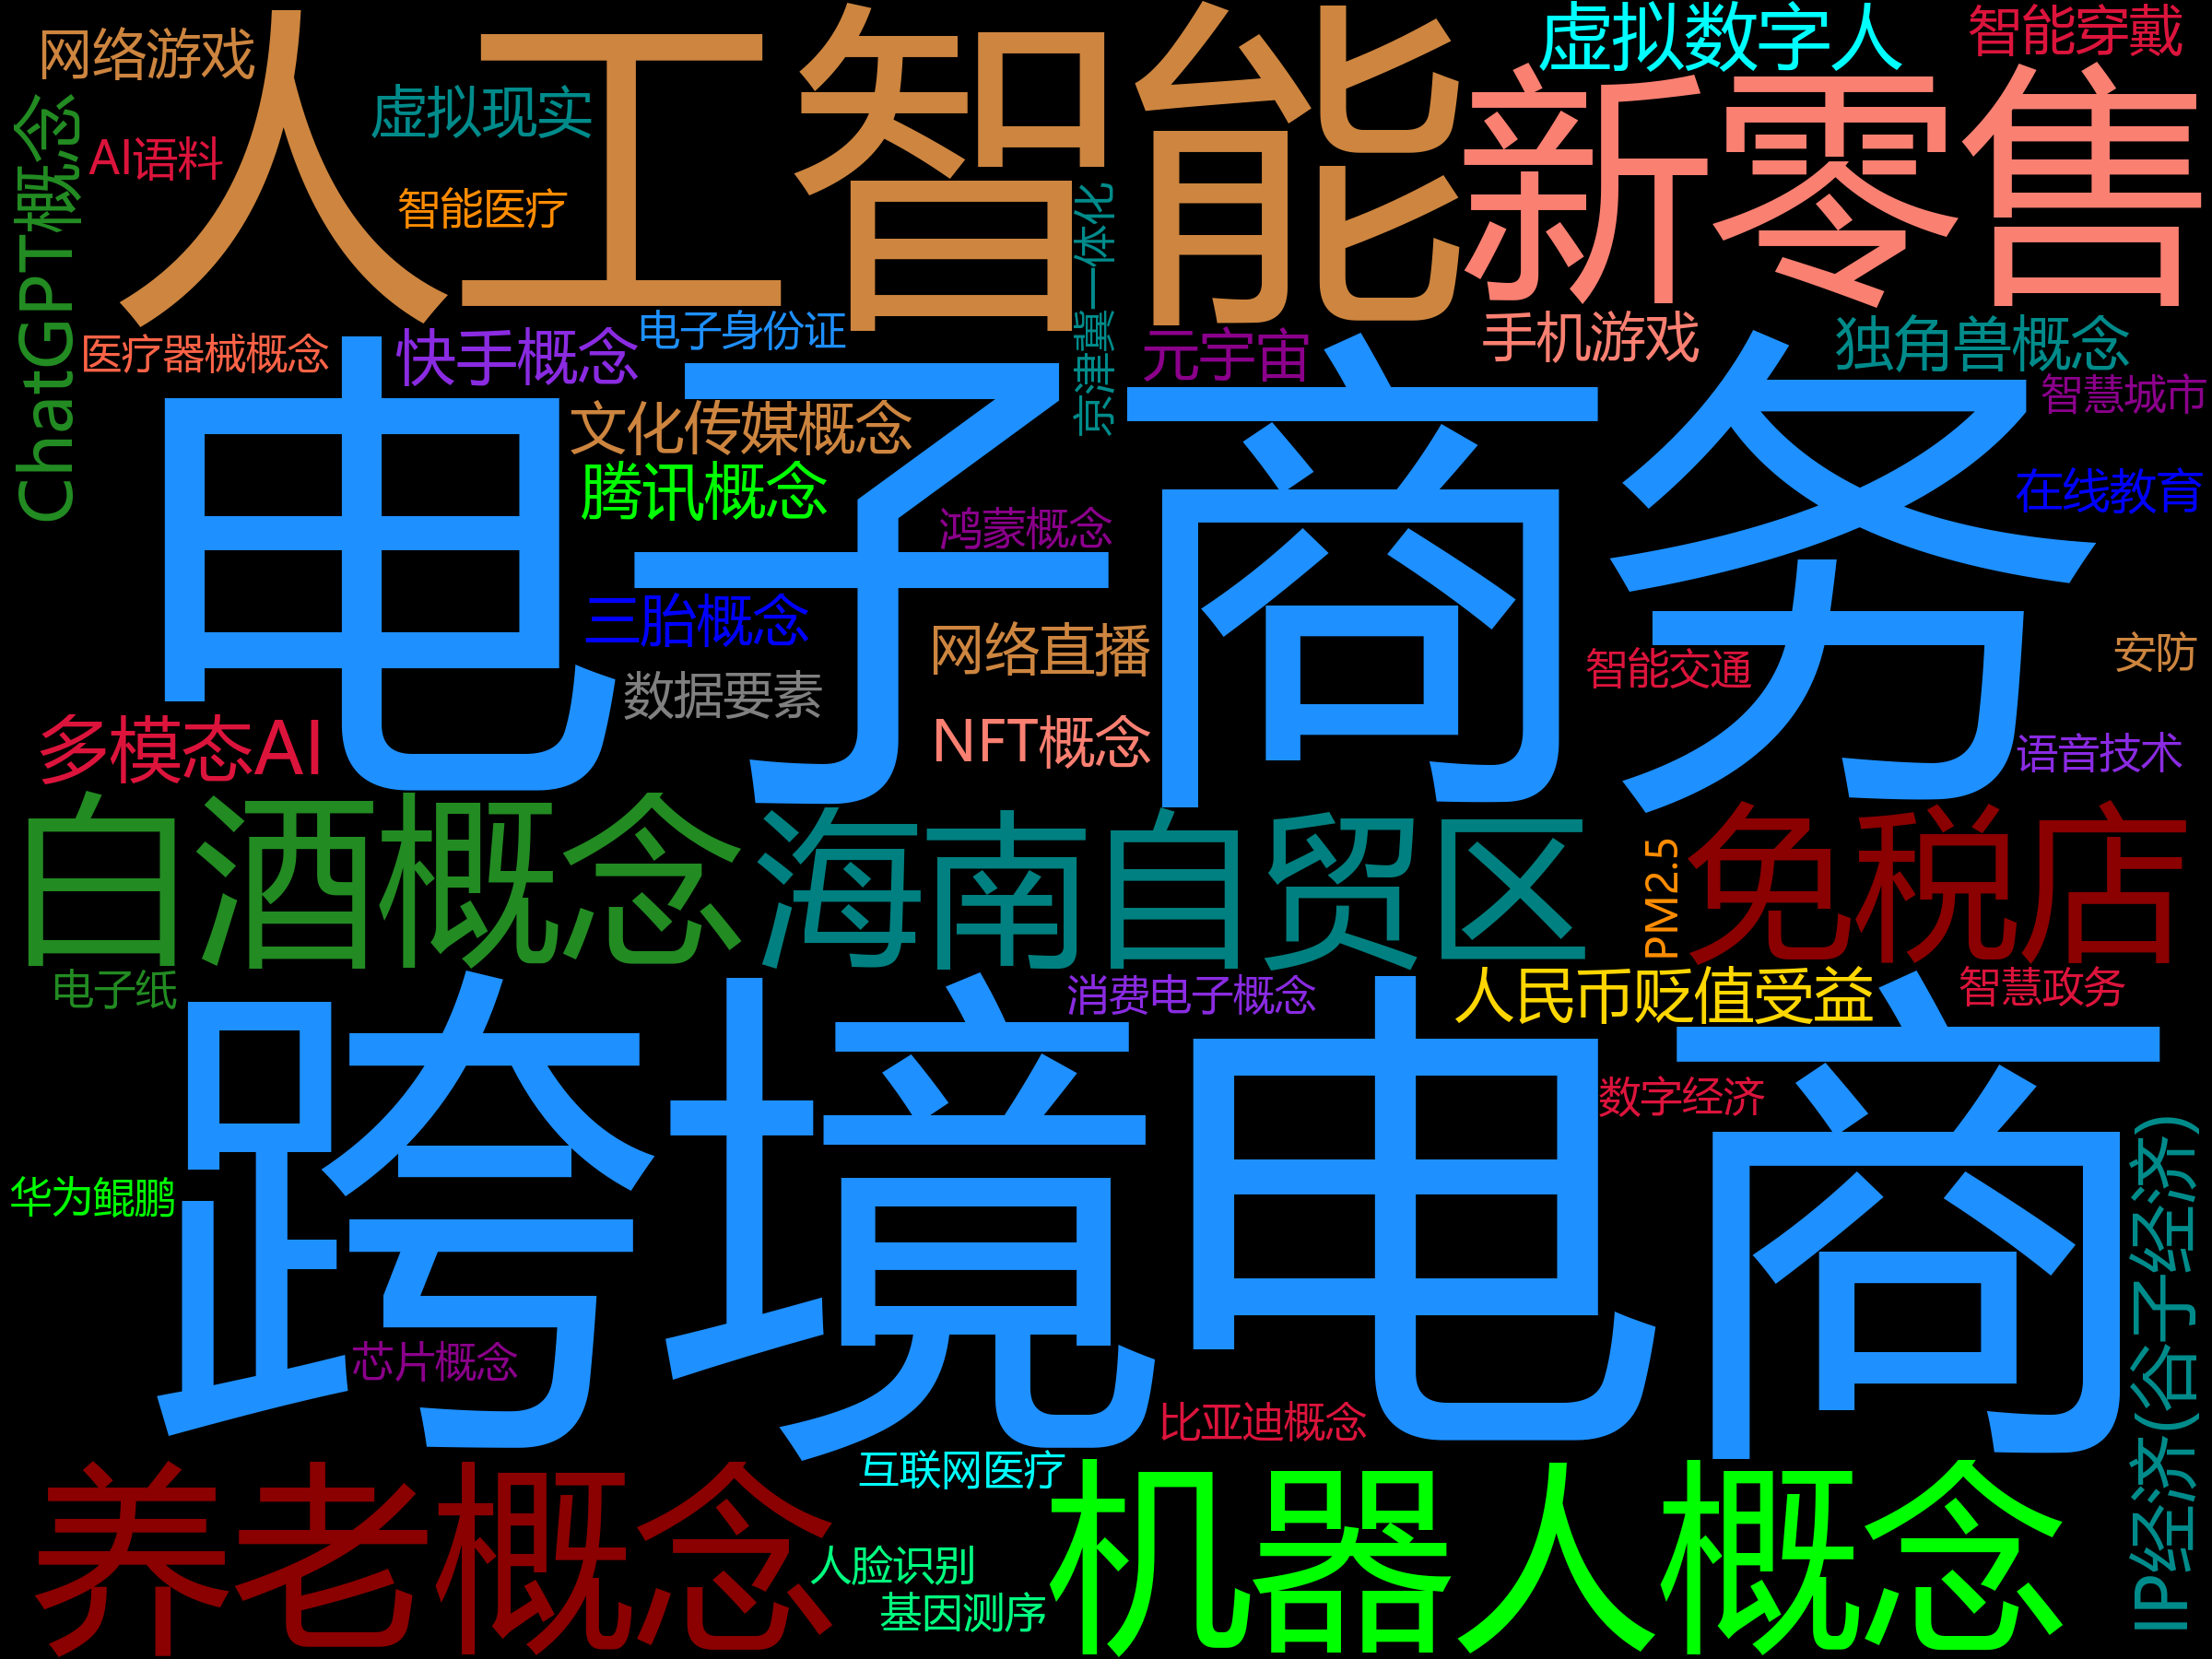 网络游戏
人工智能
虚拟数字人
智能穿戴
虚拟现实
AI语料
ChatGPT概念
智能医疗
新零售
京津冀一体化
医疗器械概念
快手概念
电子身份证
元宇宙
手机游戏
独角兽概念
智慧城市
电子商务
文化传媒概念
腾讯概念
在线教育
鸿蒙概念
三胎概念
网络直播
智能交通
安防
数据要素
多模态AI
NFT概念
语音技术
白酒概念
海南自贸区
PM2.5
免税店
电子纸
消费电子概念
人民币贬值受益
智慧政务
跨境电商
数字经济
华为鲲鹏
IP经济(谷子经济)
芯片概念
比亚迪概念
互联网医疗
养老概念
机器人概念
人脸识别
基因测序